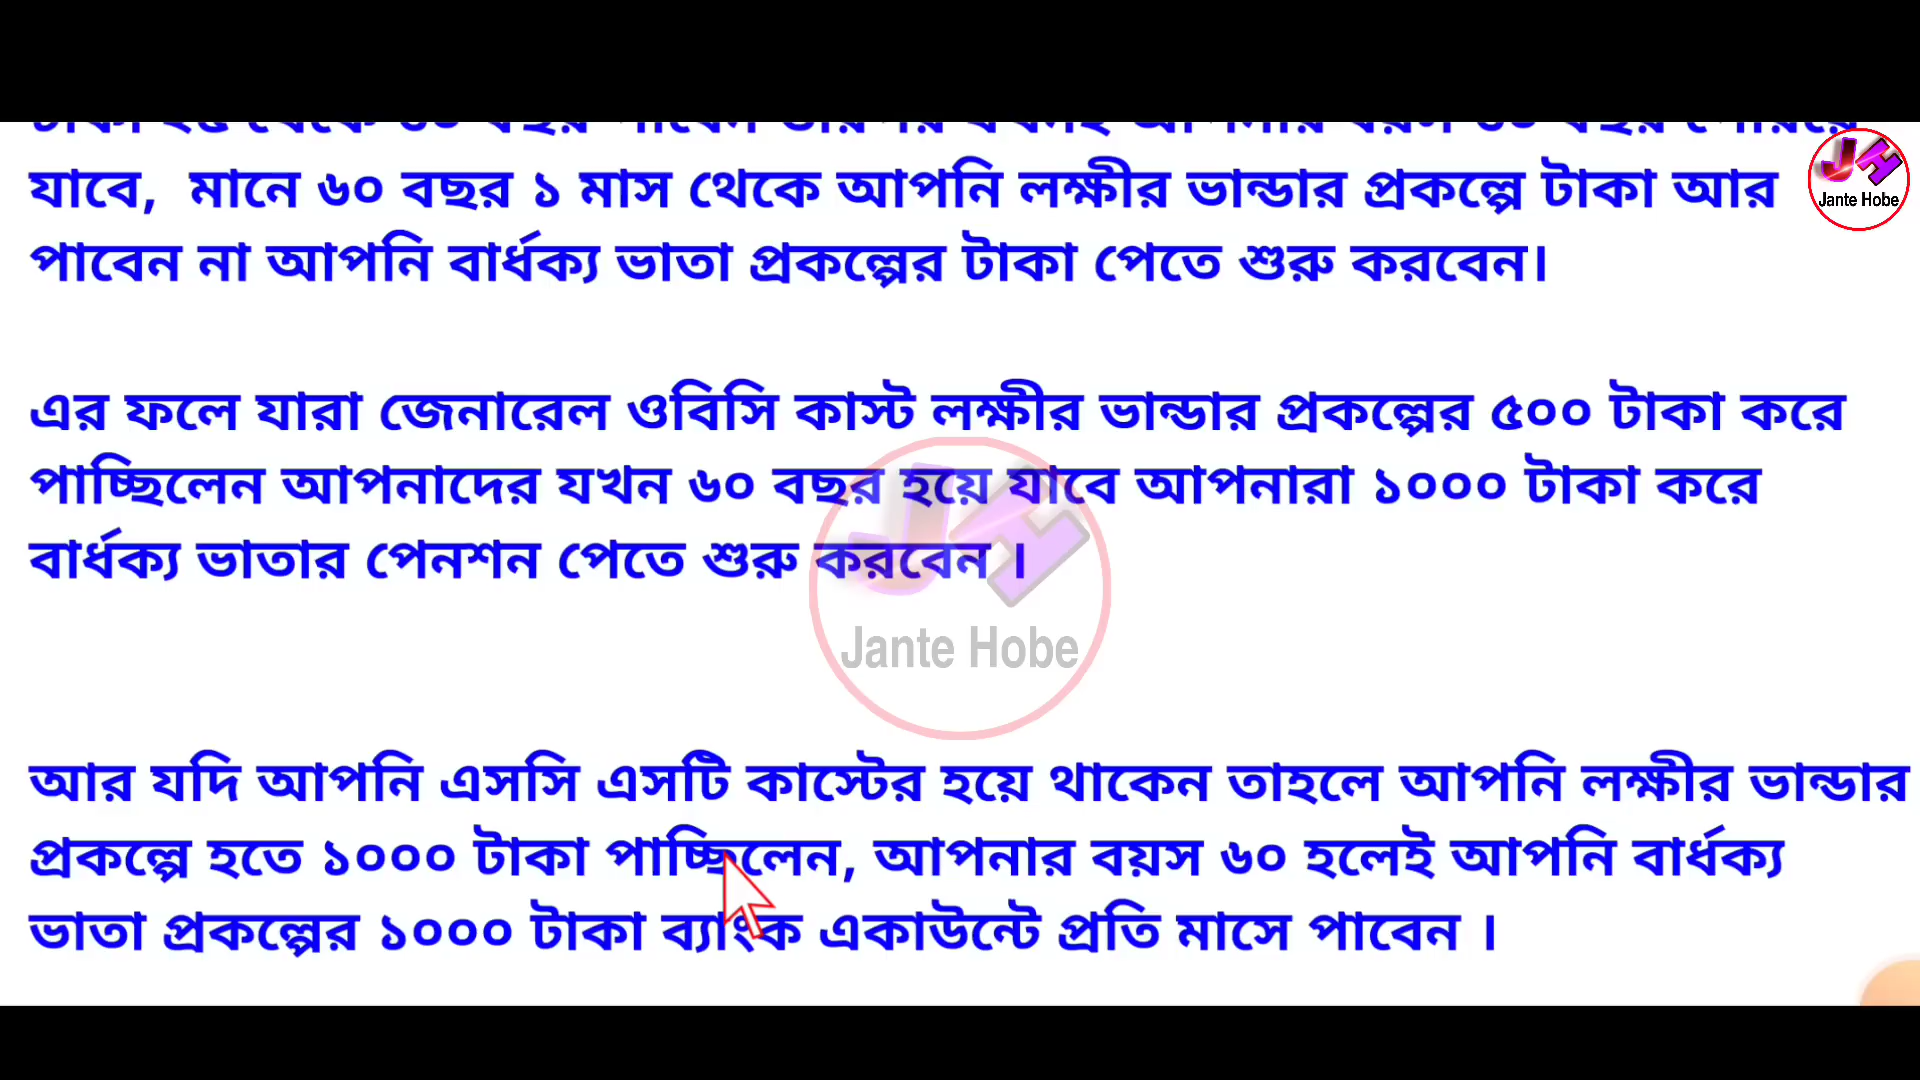 যাবে, মানে ৬০ বছর ১ মাস থেকে আপনি লক্ষীর ভান্ডার প্রকল্পে টাকা আর
পাবেন না আপনি বার্ধক্য ভাতা প্রকল্পের টাকা পেতে শুরু করবেন।
এর ফলে যারা জেনারেল ওবিসি কাস্ট লক্ষীর ভান্ডার প্রকল্পের ৫০০ টাকা করে
পাচ্ছিলেন আপনাদের যখন ৬০ বছর হয়ে যাবে আপনারা ১০০০ টাকা করে
বার্ধক্য ভাতার পেনশন পেতে শুরু করবেন ।
আর যদি আপনি এসসি এসটি কাস্টের হয়ে থাকেন তাহলে আপনি লক্ষীর ভান্ডার
প্রকল্পে হতে ১০০০ টাকা পাচ্ছিলেন, আপনার বয়স ৬০ হলেই আপনি বার্ধক্য
ভাতা প্রকল্পের ১০০০ টাকা ব্যাংক একাউন্টে প্রতি মাসে পাবেন ।
JH
Jante Hobe
JH
Jante Hobe